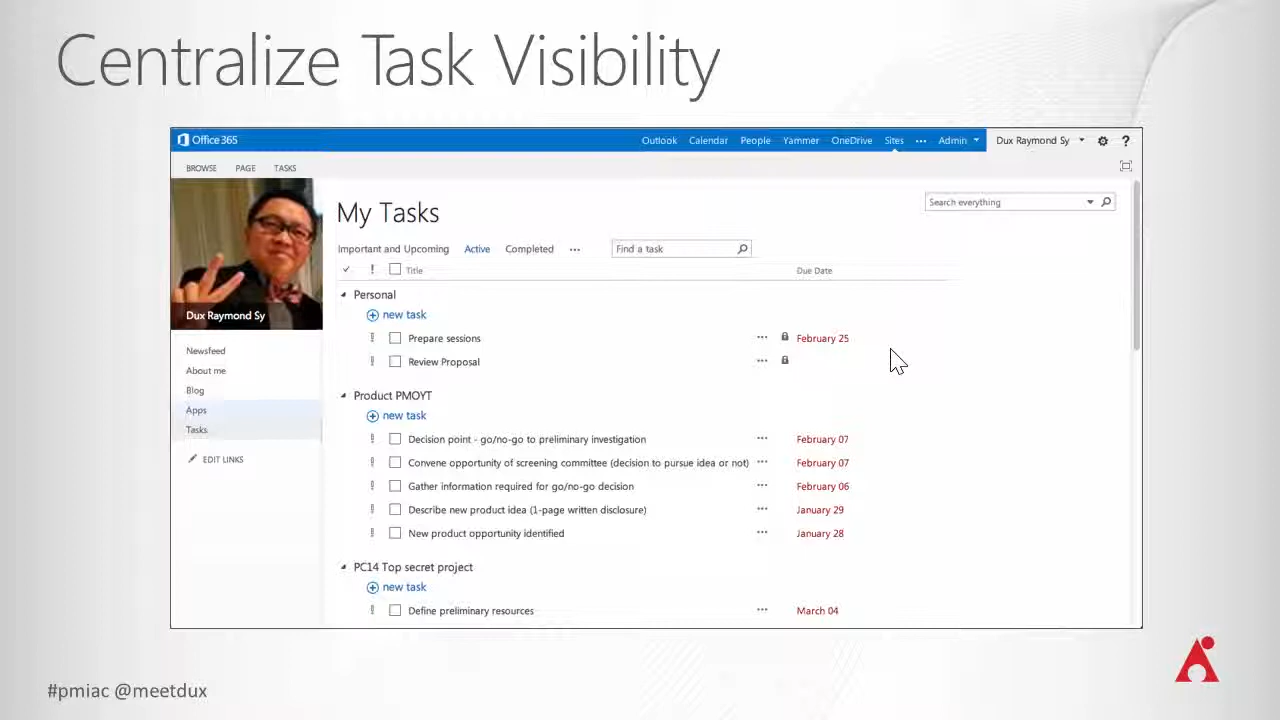 Centralize Task Visibility
Office 365
Outlook Calendar People Yammer OneDrive Sites ••• Admin Dux Raymond Sy ?
BROWSE PAGE TASKS
My Tasks
Search everything
Important and Upcoming Active Completed ••• Find a task
Title Due Date
Personal
new task
Prepare sessions ••• February 25
Review Proposal •••
Product PMOYT
new task
Decision point - go/no-go to preliminary investigation ••• February 07
Convene opportunity of screening committee (decision to pursue idea or not) ••• February 07
Gather information required for go/no-go decision ••• February 06
Describe new product idea (1-page written disclosure) ••• January 29
New product opportunity identified ••• January 28
PC14 Top secret project
new task
Define preliminary resources ••• March 04
Dux Raymond Sy
Newsfeed
About me
Blog
Apps
Tasks
EDIT LINKS
#pmiac @meetdux